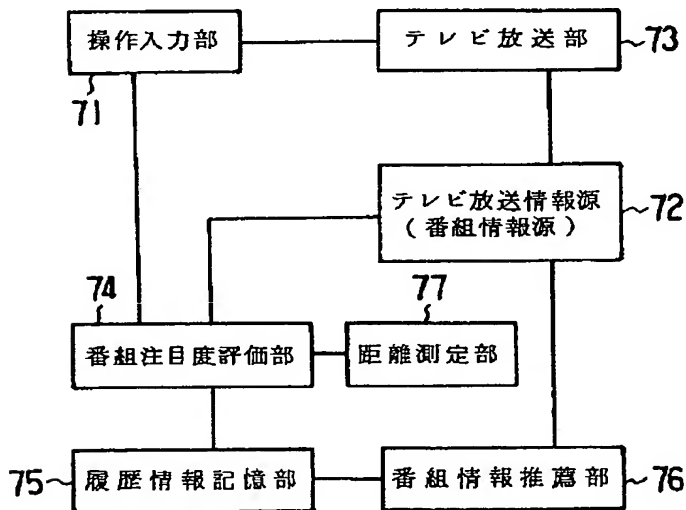 操作入力部
テレビ放送部
73
71
テレビ放送情報源
(番組情報源)
72
74
77
番組注目度評価部
距離測定部
75
履歴情報記憶部
番組情報推薦部
76